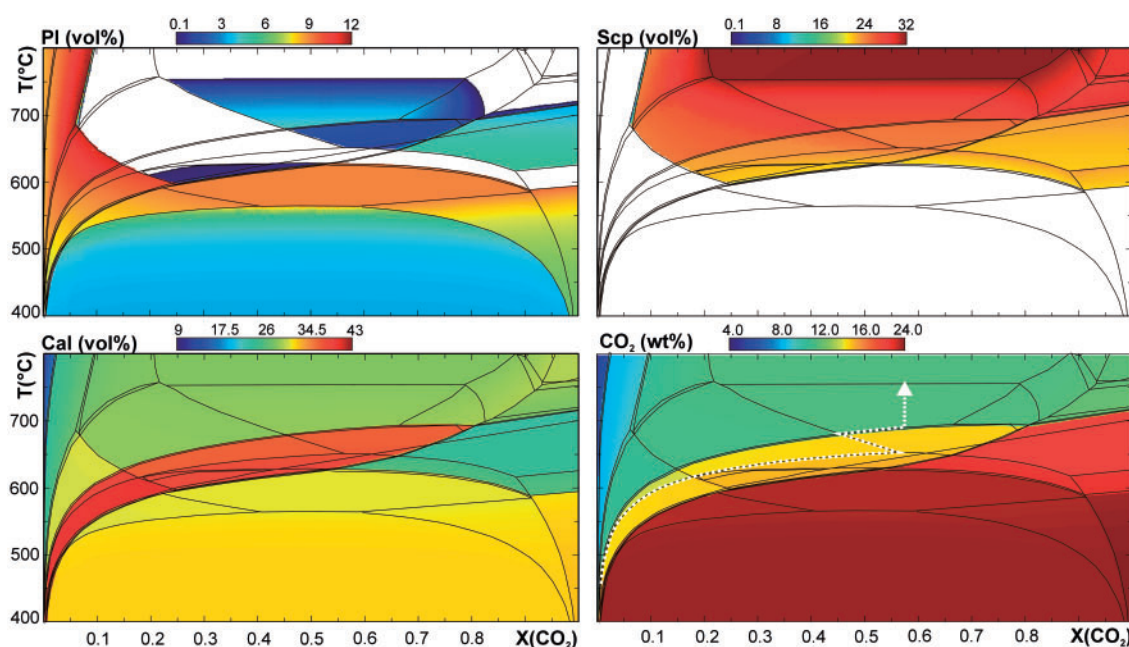 Pl (vol%)
0.1 3 6 9 12
Scp (vol%)
0.1 8 16 24 32
T(°C)
700
600
500
400
Cal (vol%)
9 17.5 26 34.5 43
CO₂ (wt%)
4.0 8.0 12.0 16.0 24.0
T(°C)
700
600
500
400
0.1 0.2 0.3 0.4 0.5 0.6 0.7 0.8 X(CO₂)
0.1 0.2 0.3 0.4 0.5 0.6 0.7 0.8 X(CO₂)